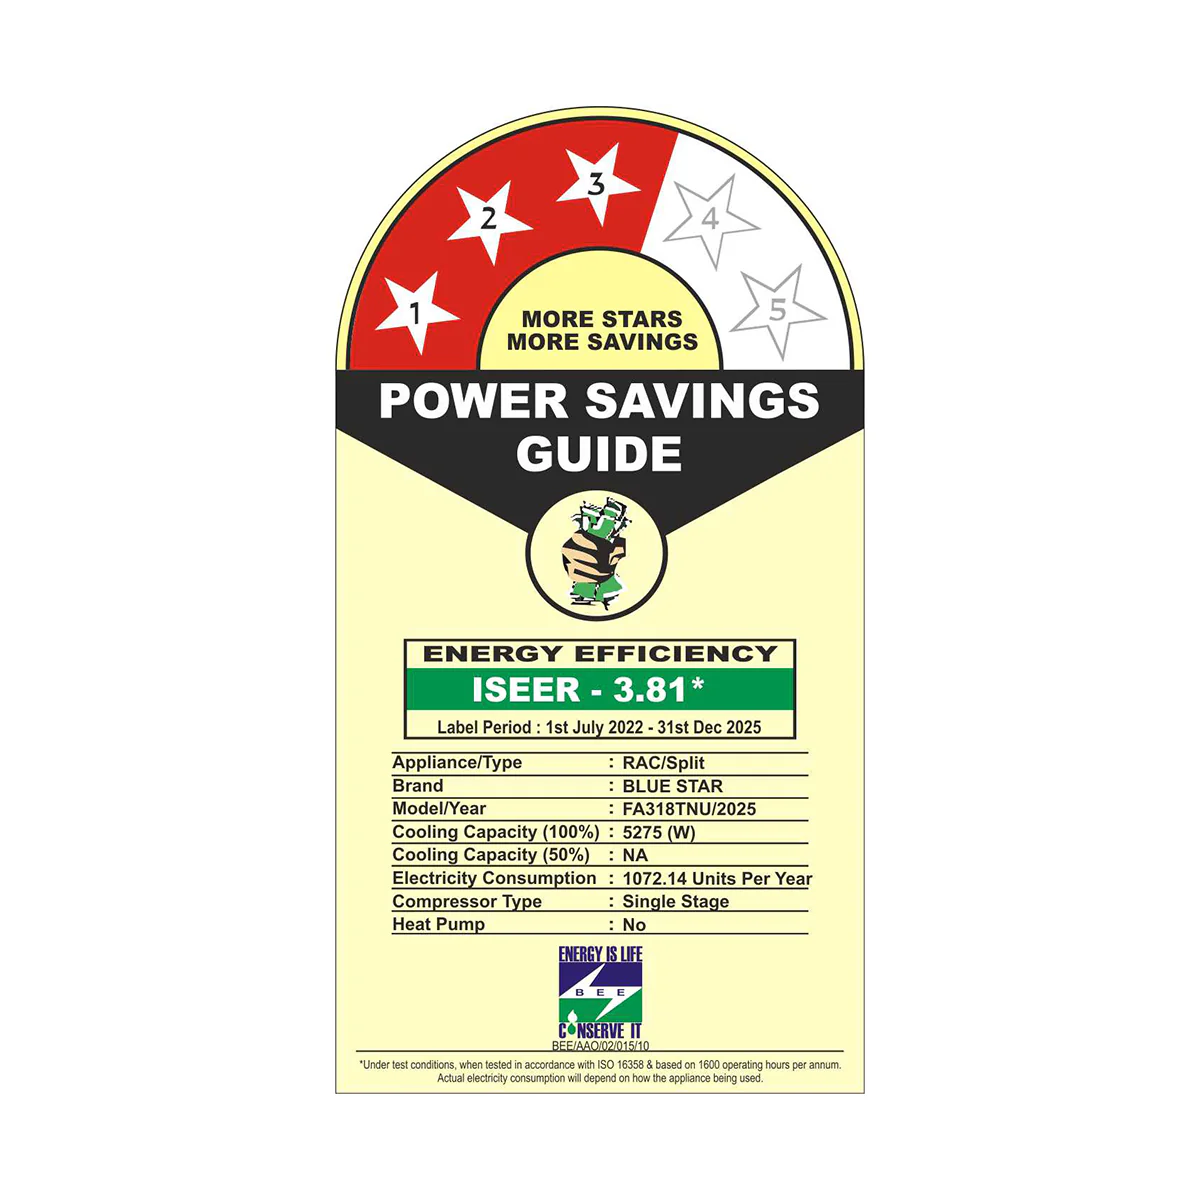 1
2
3
4
5
MORE STARS
MORE SAVINGS
POWER SAVINGS
GUIDE
ENERGY EFFICIENCY
ISEER - 3.81*
Label Period : 1st July 2022 - 31st Dec 2025
Appliance/Type : RAC/Split
Brand : BLUE STAR
Model/Year : FA318TNU/2025
Cooling Capacity (100%) : 5275 (W)
Cooling Capacity (50%) : NA
Electricity Consumption : 1072.14 Units Per Year
Compressor Type : Single Stage
Heat Pump : No
ENERGY IS LIFE
BEE
CONSERVE IT
BEE/AAO/02/015/10
*Under test conditions, when tested in accordance with ISO 16358 & based on 1600 operating hours per annum.
Actual electricity consumption will depend on how the appliance being used.